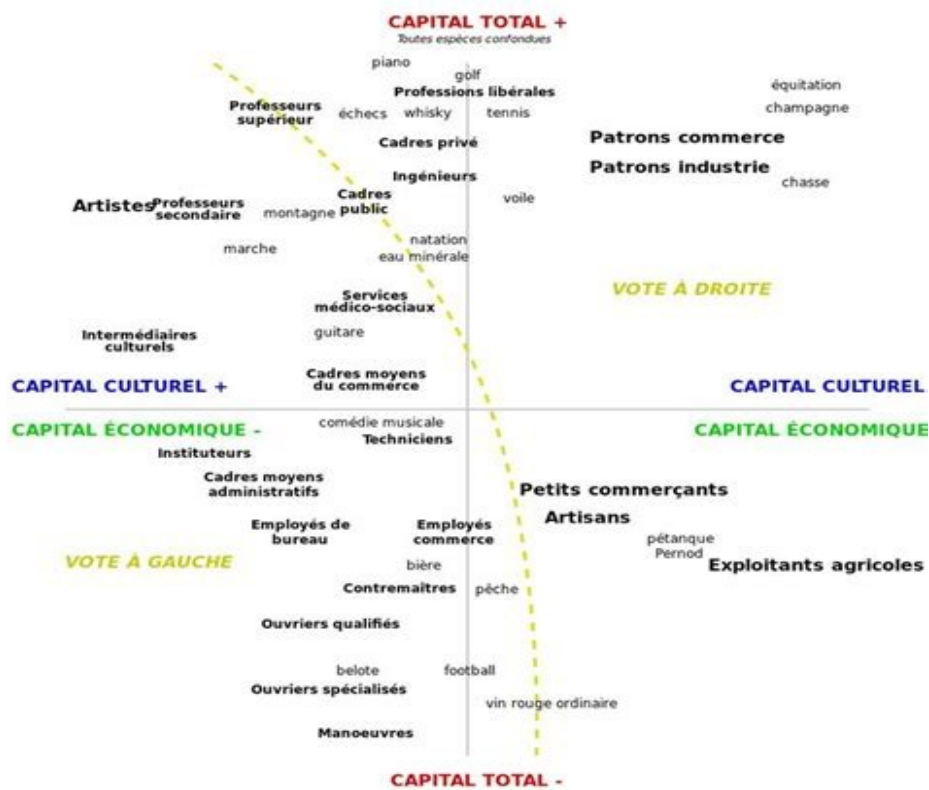 CAPITAL TOTAL +
Toutes espèces confondues
piano
golf
équitation
Professions libérales
Professeurs
supérieur
échecs
whisky
tennis
champagne
Cadres privé
Patrons commerce
Patrons industrie
Ingénieurs
chasse
Cadres
public
voile
Artistes
Professeurs
secondaire
montagne
marche
natation
eau minérale
VOTE À DROITE
Services
médico-sociaux
guitare
Intermédiaires
culturels
Cadres moyens
du commerce
CAPITAL CULTUREL +
CAPITAL CULTUREL
CAPITAL ÉCONOMIQUE -
CAPITAL ÉCONOMIQUE
comédie musicale
Techniciens
Instituteurs
Cadres moyens
administratifs
Petits commerçants
Artisans
Employés de
bureau
Employés
commerce
pétanque
Pernod
VOTE À GAUCHE
bière
Exploitants agricoles
Contremaîtres
pêche
Ouvriers qualifiés
belote
football
Ouvriers spécialisés
vin rouge ordinaire
Manoeuvres
CAPITAL TOTAL -